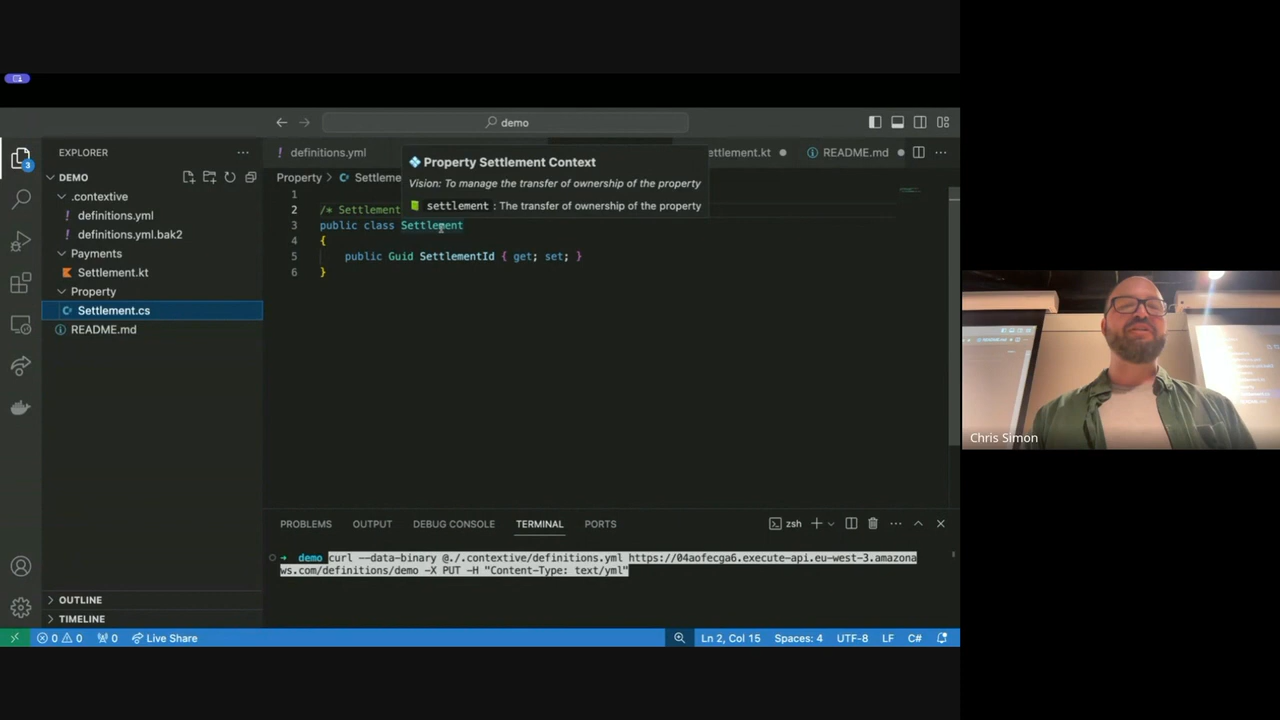 demo
EXPLORER
DEMO
.contextive
definitions.yml
definitions.yml.bak2
Payments
Settlement.kt
Property
Settlement.cs
README.md
OUTLINE
TIMELINE
3
definitions.yml
ettlement.kt
README.md
Property > Settleme
Property Settlement Context
Vision: To manage the transfer of ownership of the property
settlement : The transfer of ownership of the property
1
2 /* Settlement
3 public class Settlement
4 {
5 public Guid SettlementId { get; set; }
6 }
PROBLEMS OUTPUT DEBUG CONSOLE TERMINAL PORTS
zsh
demo curl --data-binary @./.contextive/definitions.yml https://04aofecga6.execute-api.eu-west-3.amazona
ws.com/definitions/demo -X PUT -H "Content-Type: text/yml"
0 0 0 Live Share
Ln 2, Col 15 Spaces: 4 UTF-8 LF C#
Chris Simon